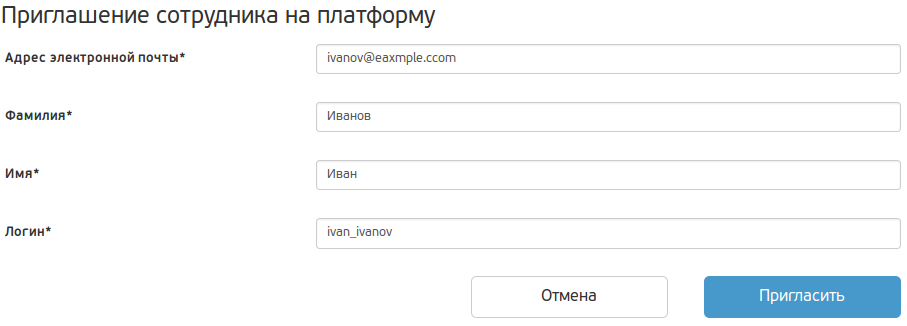 Приглашение сотрудника на платформу
Адрес электронной почты* ivanov@eaxmple.ccom
Фамилия* Иванов
Имя* Иван
Логин* ivan_ivanov
Отмена Пригласить